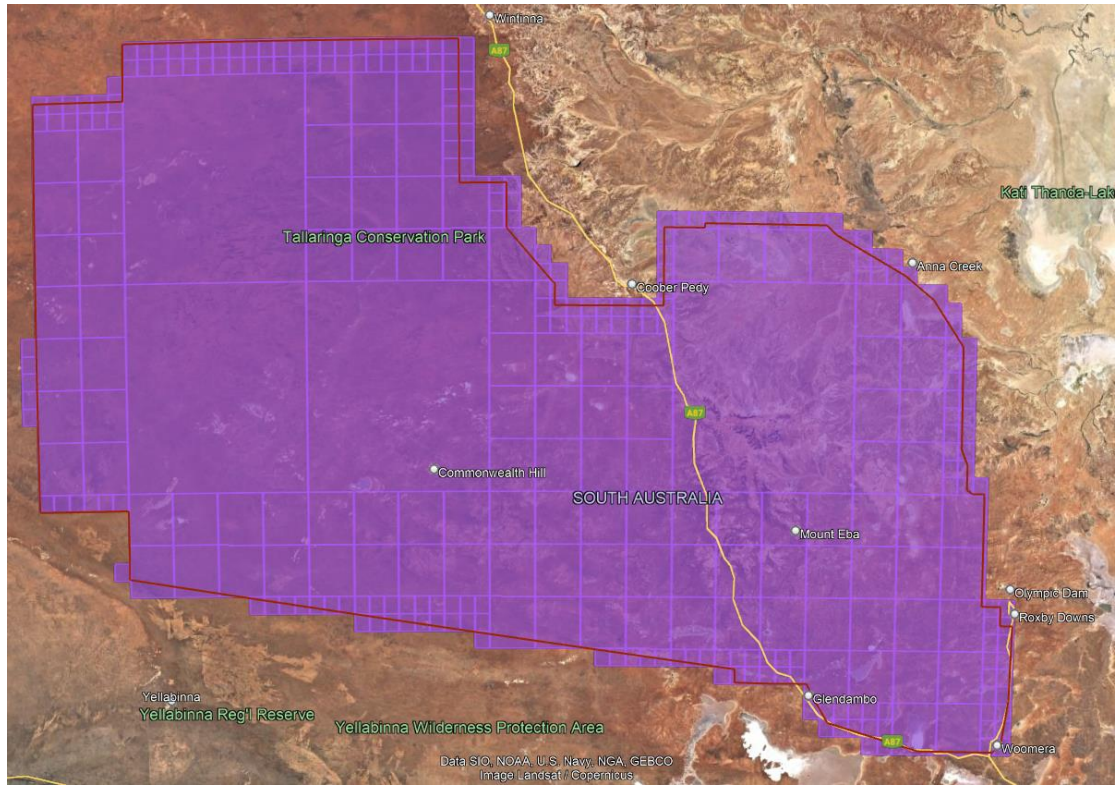 Wintinna
A87
Kati Thanda-Lak
Tallaringa Conservation Park
Anna Creek
Coober Pedy
A87
Commonwealth Hill
SOUTH AUSTRALIA
Mount Eba
Olympic Dam
Roxby Downs
Yellabinna
Glendambo
Yellabinna Reg'l Reserve
Yellabinna Wilderness Protection Area
A87
Woomera
Data SIO, NOAA, U.S. Navy, NGA, GEBCO
Image Landsat / Copernicus